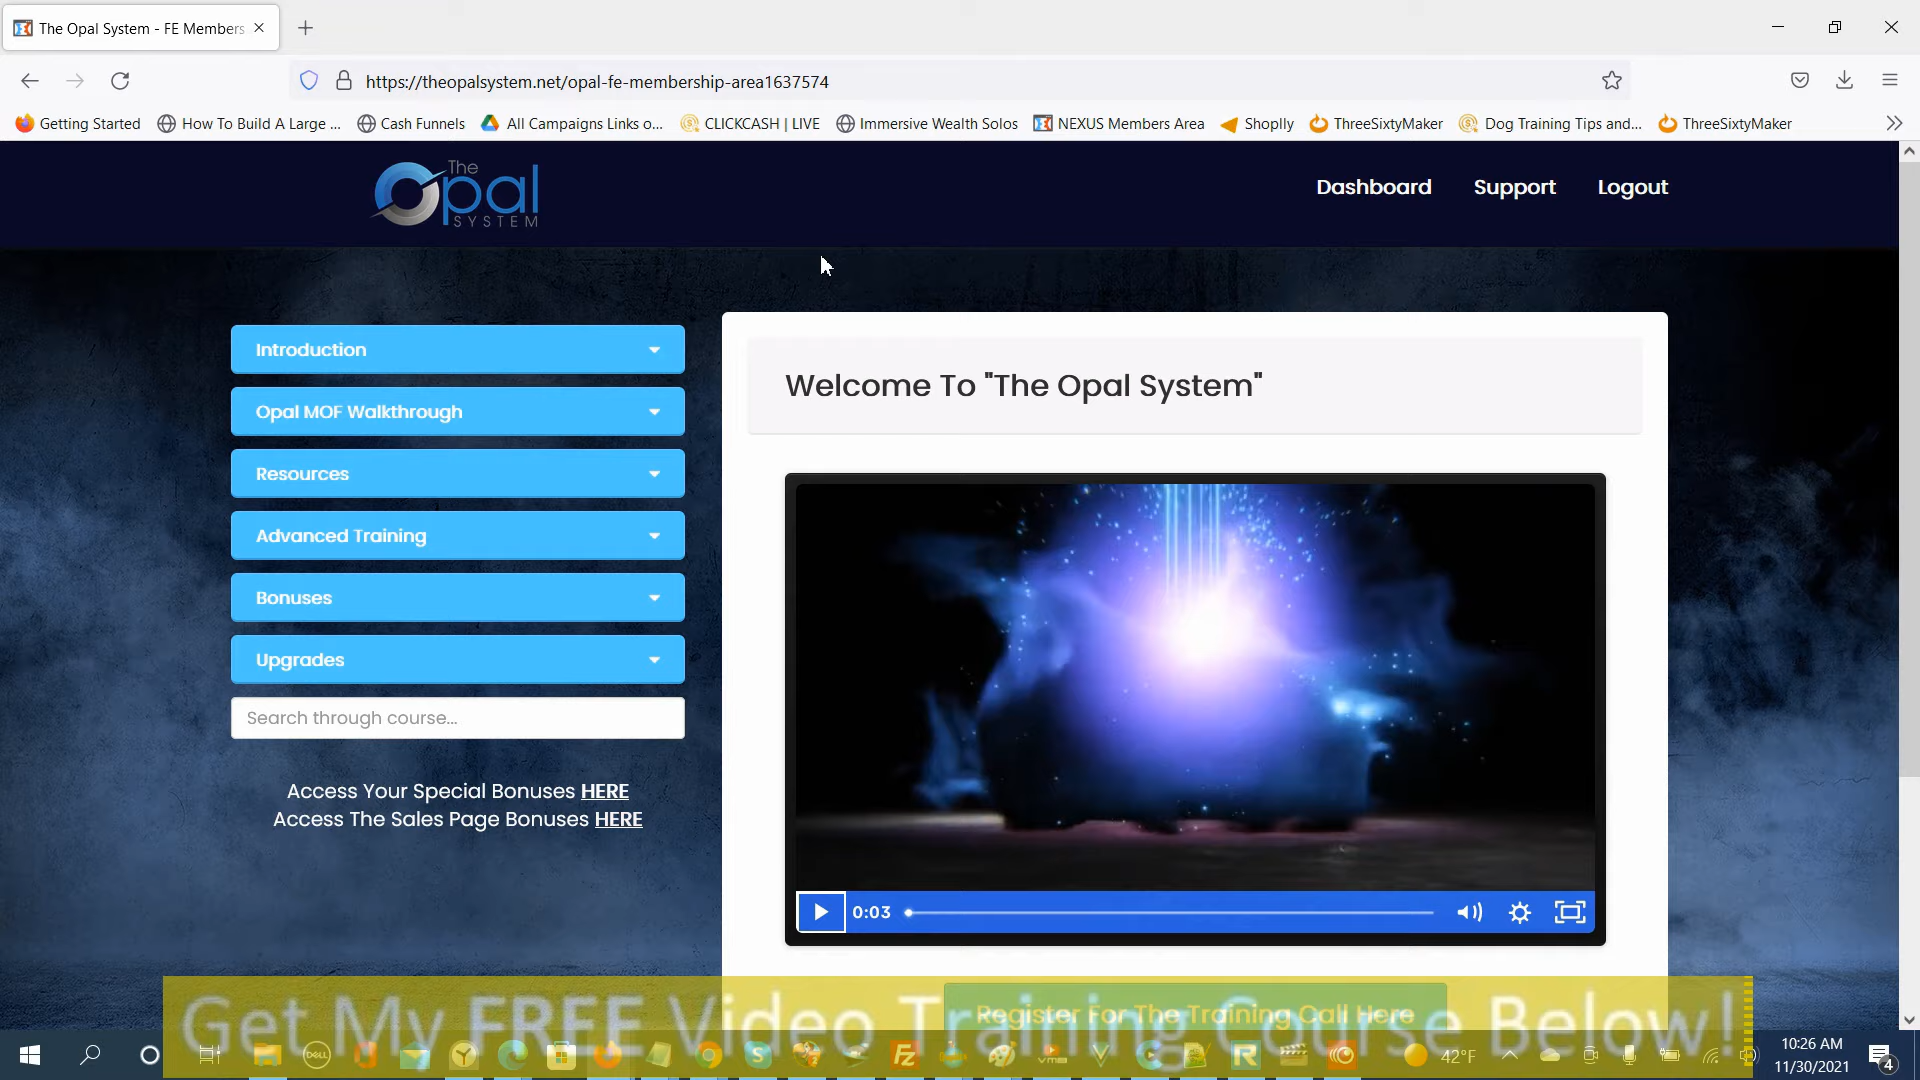 The Opal System - FE Members
https://theopalsystem.net/opal-fe-membership-area1637574
Getting Started
How To Build A Large ...
Cash Funnels
All Campaigns Links o...
CLICKCASH | LIVE
Immersive Wealth Solos
NEXUS Members Area
Shoplly
ThreeSixtyMaker
Dog Training Tips and...
ThreeSixtyMaker
The
Opal
SYSTEM
Dashboard
Support
Logout
Introduction
Opal MOF Walkthrough
Resources
Advanced Training
Bonuses
Upgrades
Search through course...
Access Your Special Bonuses HERE
Access The Sales Page Bonuses HERE
Welcome To "The Opal System"
0:03
Register For The Training Call Here
Get My FREE Video Training Course Below!
DELL
42°F
10:26 AM
11/30/2021
4